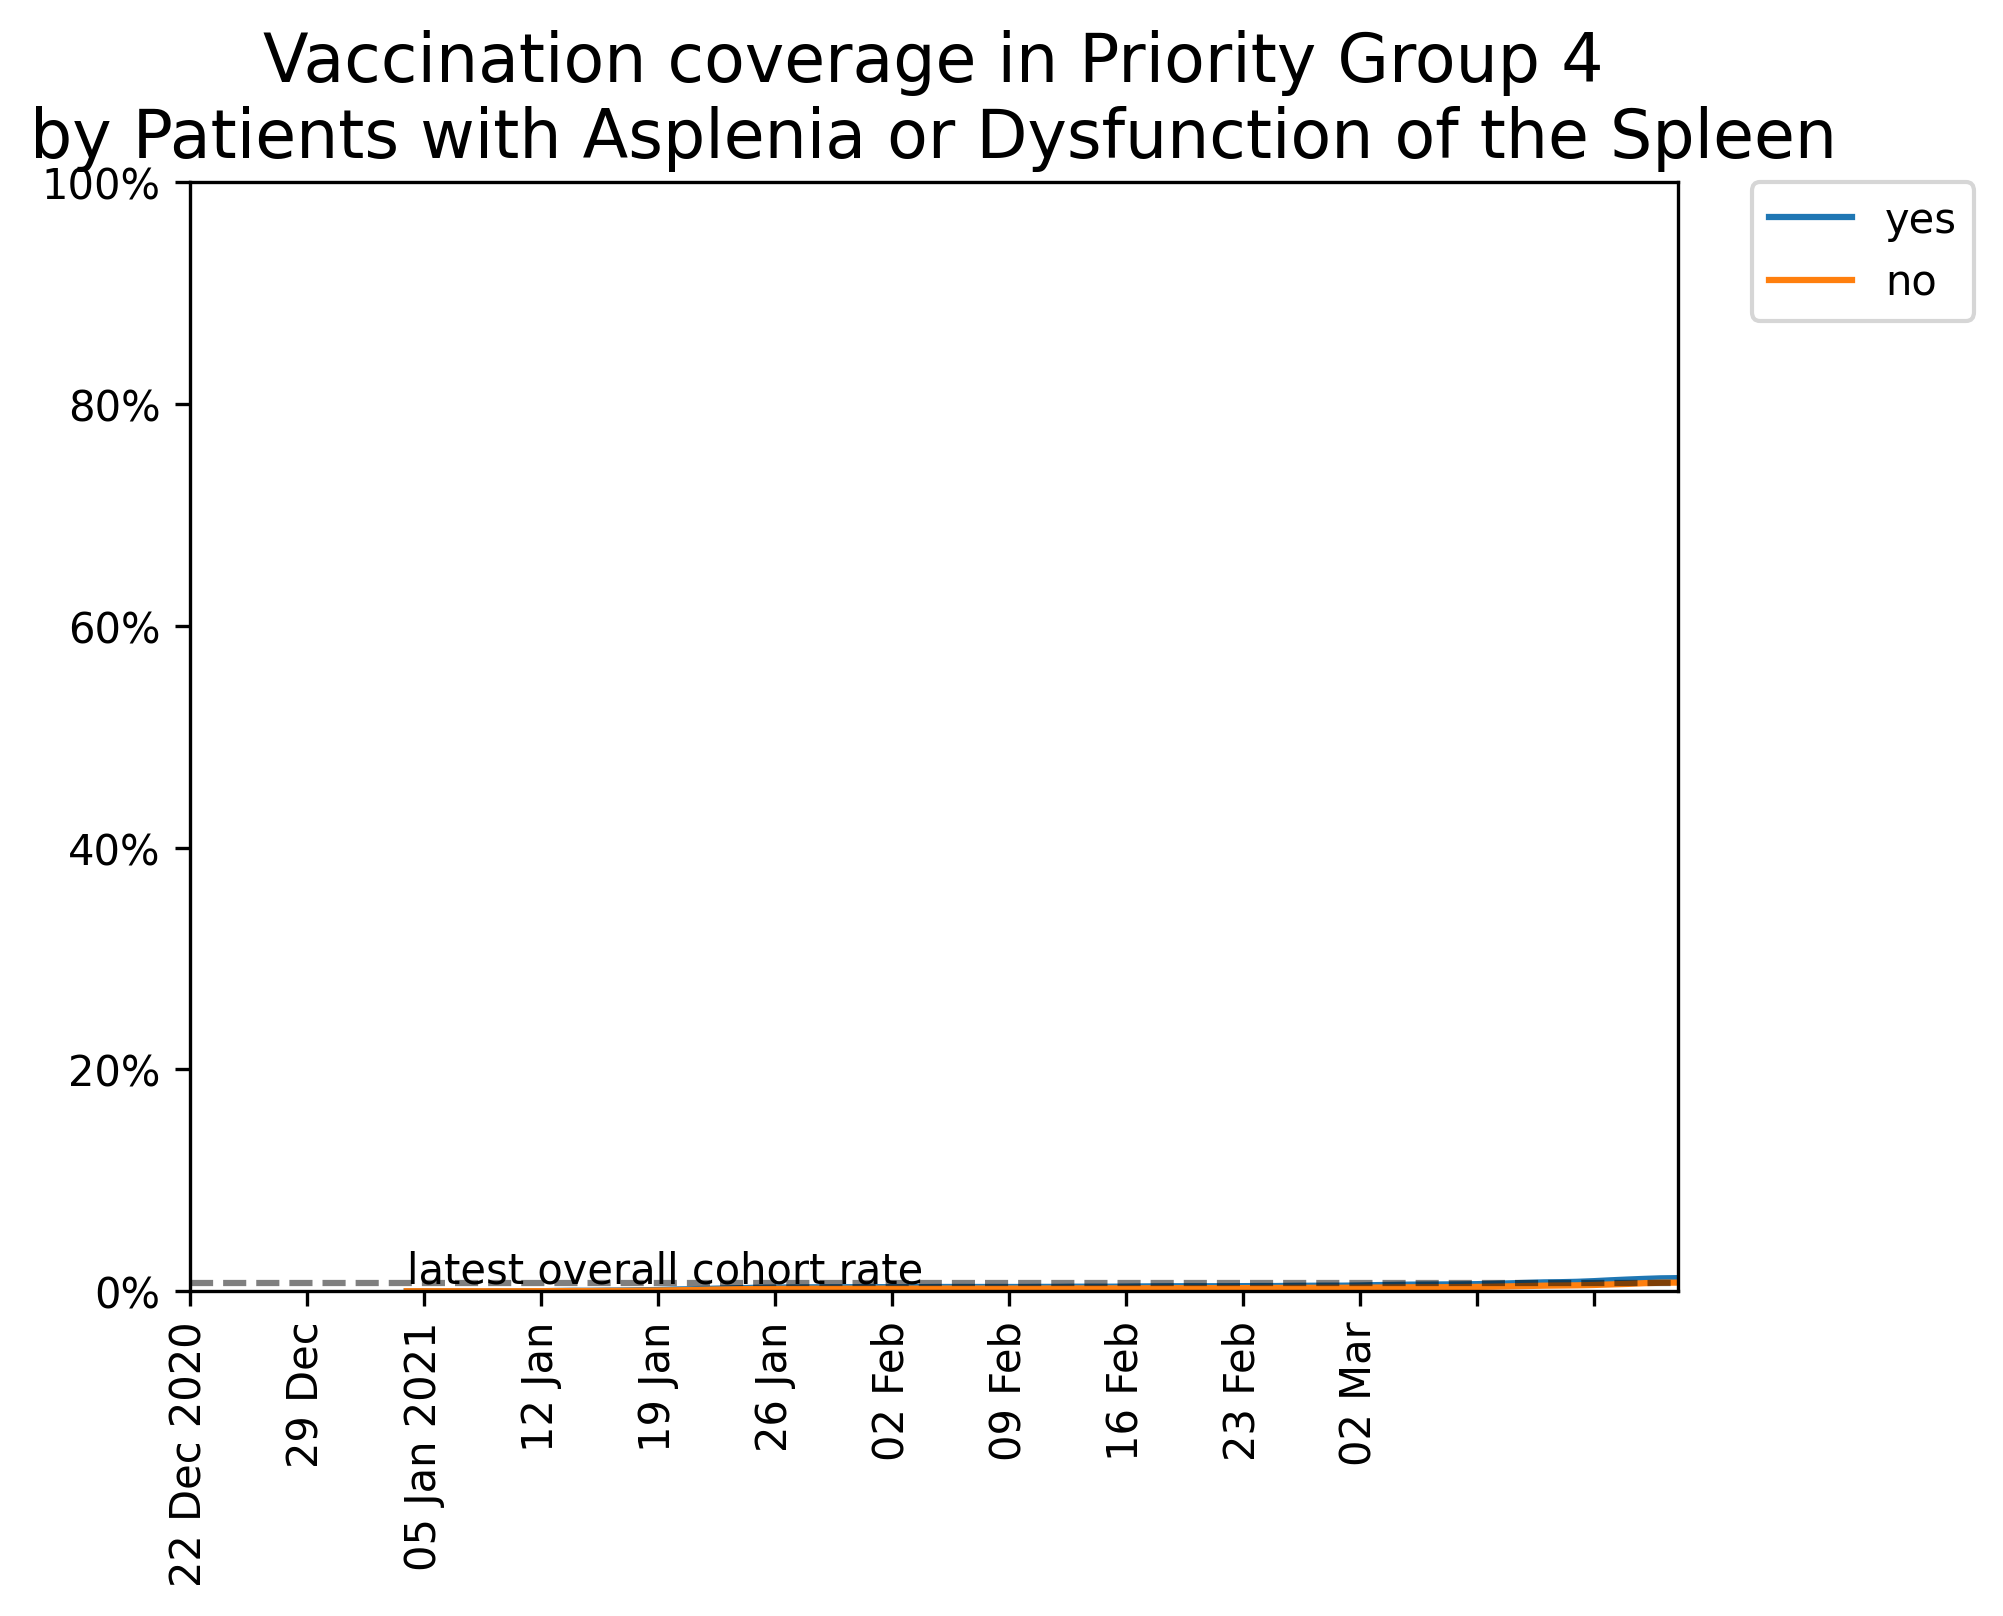 Vaccination coverage in Priority Group 4
by Patients with Asplenia or Dysfunction of the Spleen
100%
80%
60%
40%
20%
0%
yes
no
latest overall cohort rate
22 Dec 2020
29 Dec
05 Jan 2021
12 Jan
19 Jan
26 Jan
02 Feb
09 Feb
16 Feb
23 Feb
02 Mar